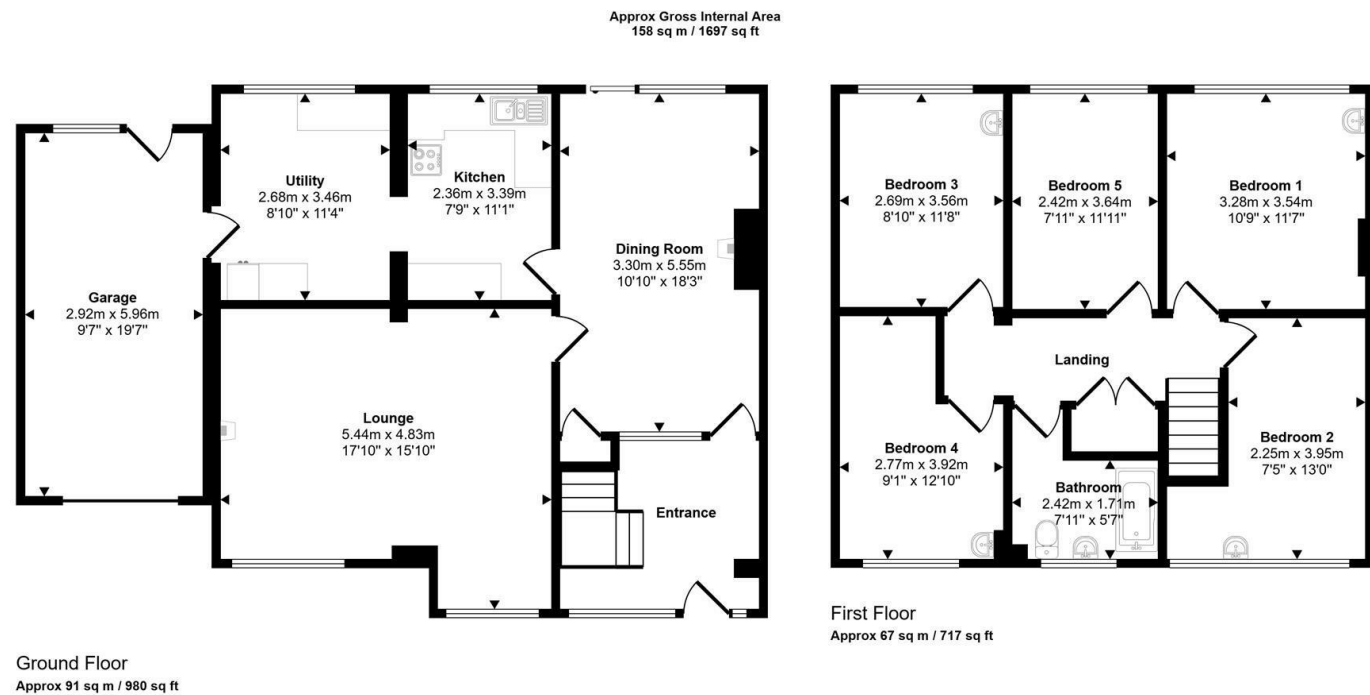 Approx Gross Internal Area
158 sq m / 1697 sq ft
Utility
2.68m x 3.46m
8'10" x 11'4"
Kitchen
2.36m x 3.39m
7'9" x 11'1"
Dining Room
3.30m x 5.55m
10'10" x 18'3"
Garage
2.92m x 5.96m
9'7" x 19'7"
Lounge
5.44m x 4.83m
17'10" x 15'10"
Entrance
Ground Floor
Approx 91 sq m / 980 sq ft
Bedroom 3
2.69m x 3.56m
8'10" x 11'8"
Bedroom 5
2.42m x 3.64m
7'11" x 11'11"
Bedroom 1
3.28m x 3.54m
10'9" x 11'7"
Landing
Bedroom 4
2.77m x 3.92m
9'1" x 12'10"
Bathroom
2.42m x 1.71m
7'11" x 5'7"
Bedroom 2
2.25m x 3.95m
7'5" x 13'0"
First Floor
Approx 67 sq m / 717 sq ft